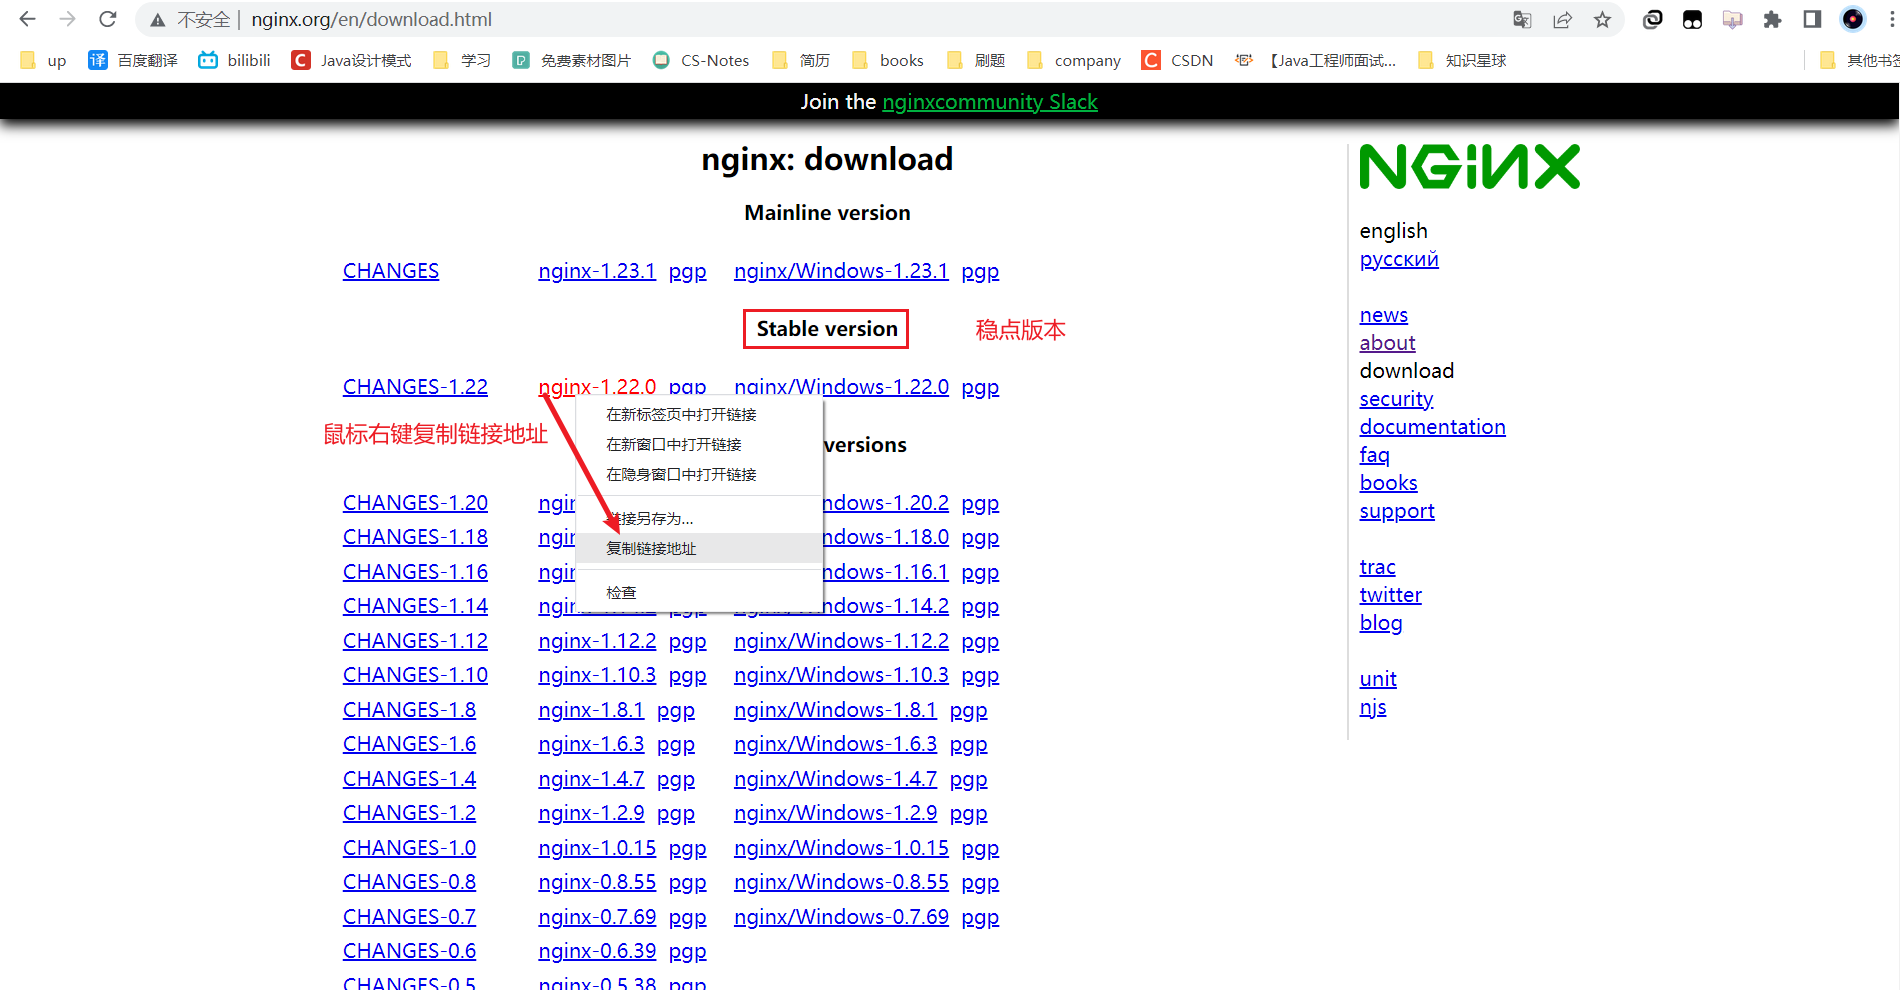 不安全 | nginx.org/en/download.html
up 百度翻译 bilibili Java设计模式 学习 免费素材图片 CS-Notes 简历 books 刷题 company CSDN 【Java工程师面试... 知识星球 其他书签
Join the nginxcommunity Slack
nginx: download
Mainline version
CHANGES nginx-1.23.1 pgp nginx/Windows-1.23.1 pgp
Stable version 稳点版本
CHANGES-1.22 nginx-1.22.0 pgp nginx/Windows-1.22.0 pgp
鼠标右键复制链接地址
versions
在新标签页中打开链接
在新窗口中打开链接
在隐身窗口中打开链接
链接另存为...
复制链接地址
检查
CHANGES-1.20 ngin ndows-1.20.2 pgp
CHANGES-1.18 ngin ndows-1.18.0 pgp
CHANGES-1.16 ngin ndows-1.16.1 pgp
CHANGES-1.14 ngin ndows-1.14.2 pgp
CHANGES-1.12 nginx-1.12.2 pgp nginx/Windows-1.12.2 pgp
CHANGES-1.10 nginx-1.10.3 pgp nginx/Windows-1.10.3 pgp
CHANGES-1.8 nginx-1.8.1 pgp nginx/Windows-1.8.1 pgp
CHANGES-1.6 nginx-1.6.3 pgp nginx/Windows-1.6.3 pgp
CHANGES-1.4 nginx-1.4.7 pgp nginx/Windows-1.4.7 pgp
CHANGES-1.2 nginx-1.2.9 pgp nginx/Windows-1.2.9 pgp
CHANGES-1.0 nginx-1.0.15 pgp nginx/Windows-1.0.15 pgp
CHANGES-0.8 nginx-0.8.55 pgp nginx/Windows-0.8.55 pgp
CHANGES-0.7 nginx-0.7.69 pgp nginx/Windows-0.7.69 pgp
CHANGES-0.6 nginx-0.6.39 pgp
CHANGES-0.5 nginx-0.5.38 pgp
NGINX
english
русский
news
about
download
security
documentation
faq
books
support
trac
twitter
blog
unit
njs